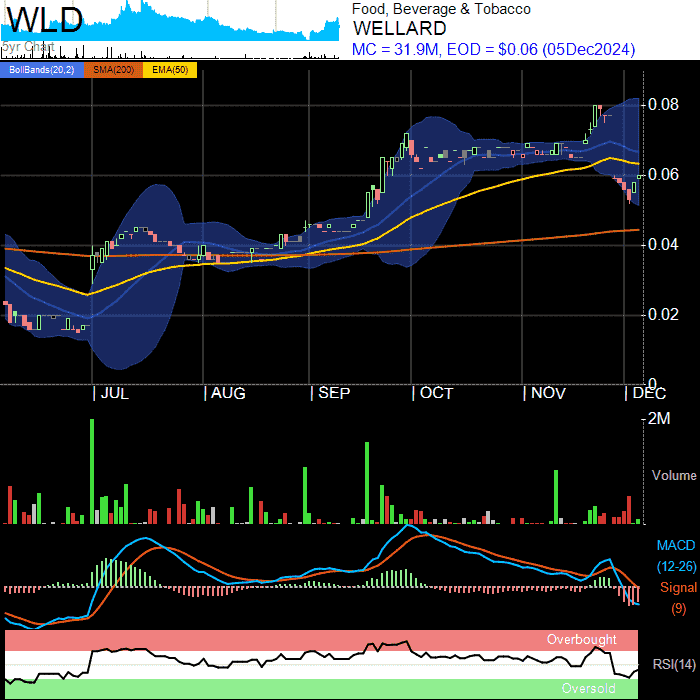 WLD
5yr Chart
Food, Beverage & Tobacco
WELLARD
MC = 31.9M, EOD = $0.06 (05Dec2024)
BollBands(20,2) SMA(200) EMA(50)
0.08
0.06
0.04
0.02
0
| JUL | AUG | SEP | OCT | NOV | DEC
2M
Volume
MACD
(12-26)
Signal
(9)
Overbought
RSI(14)
Oversold